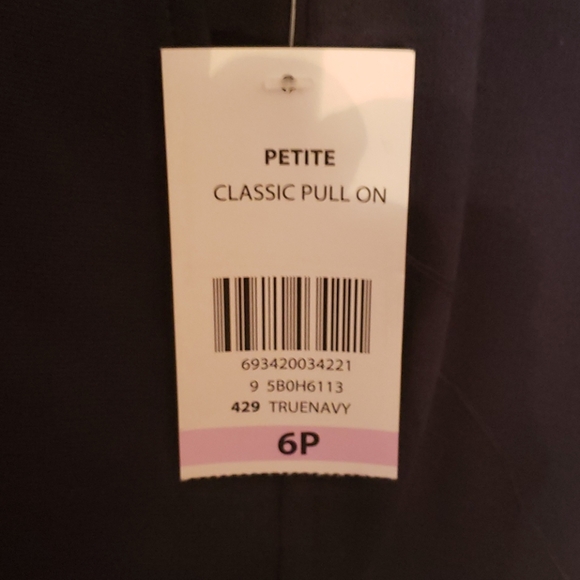 PETITE
CLASSIC PULL ON
693420034221
9 5B0H6113
429 TRUENAVY
6P